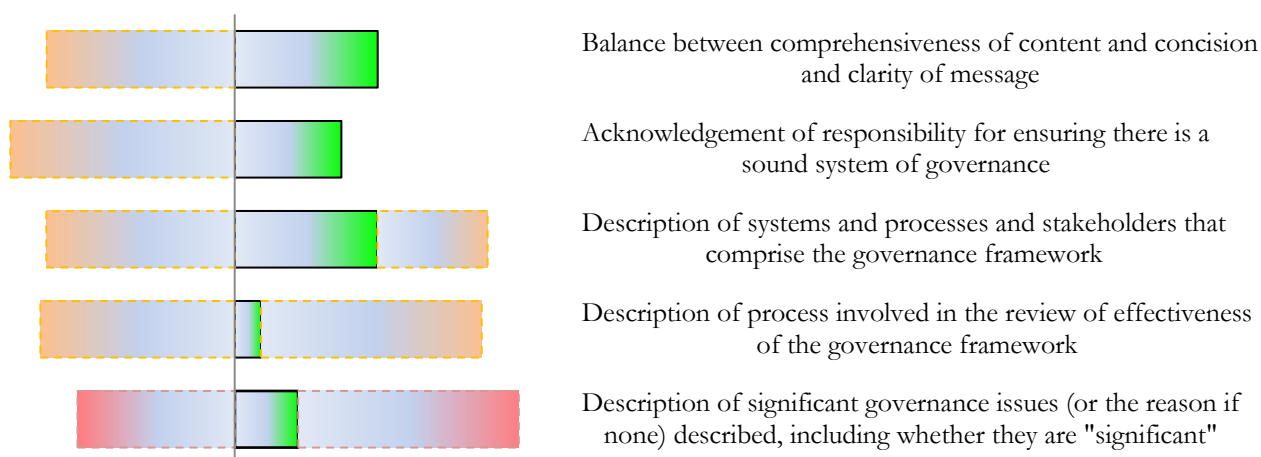 Balance between comprehensiveness of content and concision
and clarity of message
Acknowledgement of responsibility for ensuring there is a
sound system of governance
Description of systems and processes and stakeholders that
comprise the governance framework
Description of process involved in the review of effectiveness
of the governance framework
Description of significant governance issues (or the reason if
none) described, including whether they are "significant"